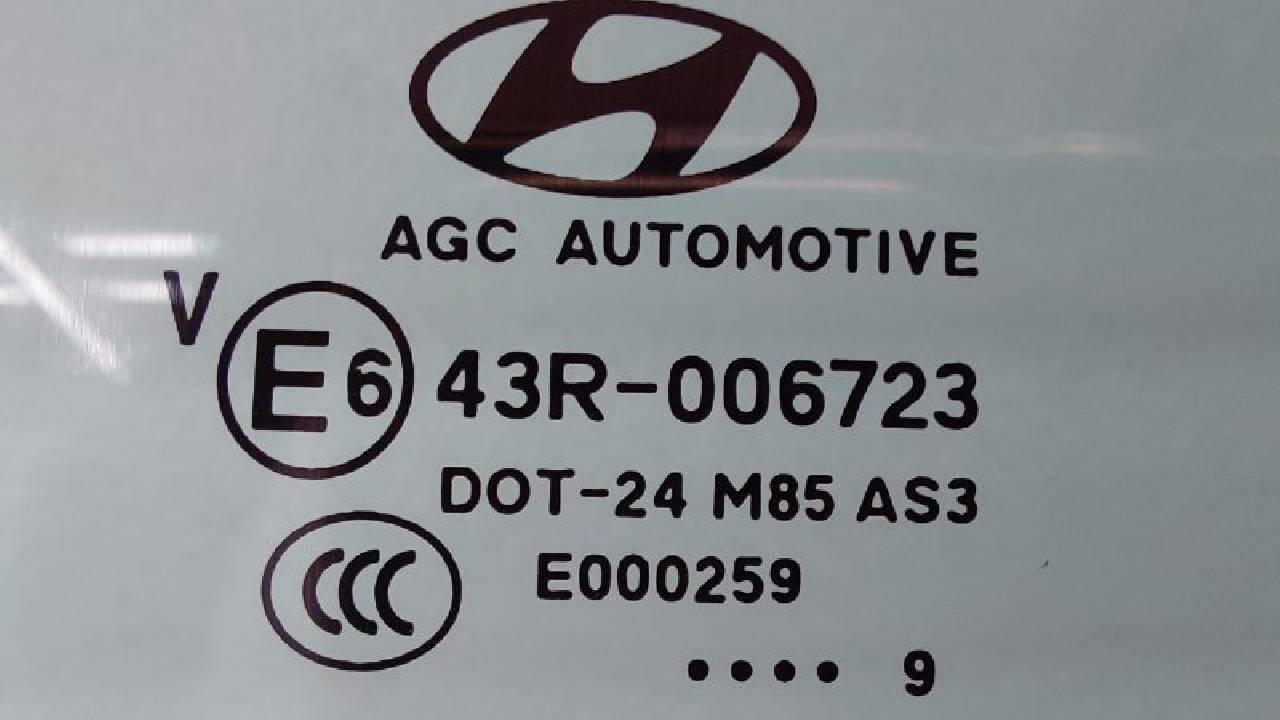 AGC AUTOMOTIVE
V E6 43R-006723
DOT-24 M85 AS3
CCC E000259
•••• 9